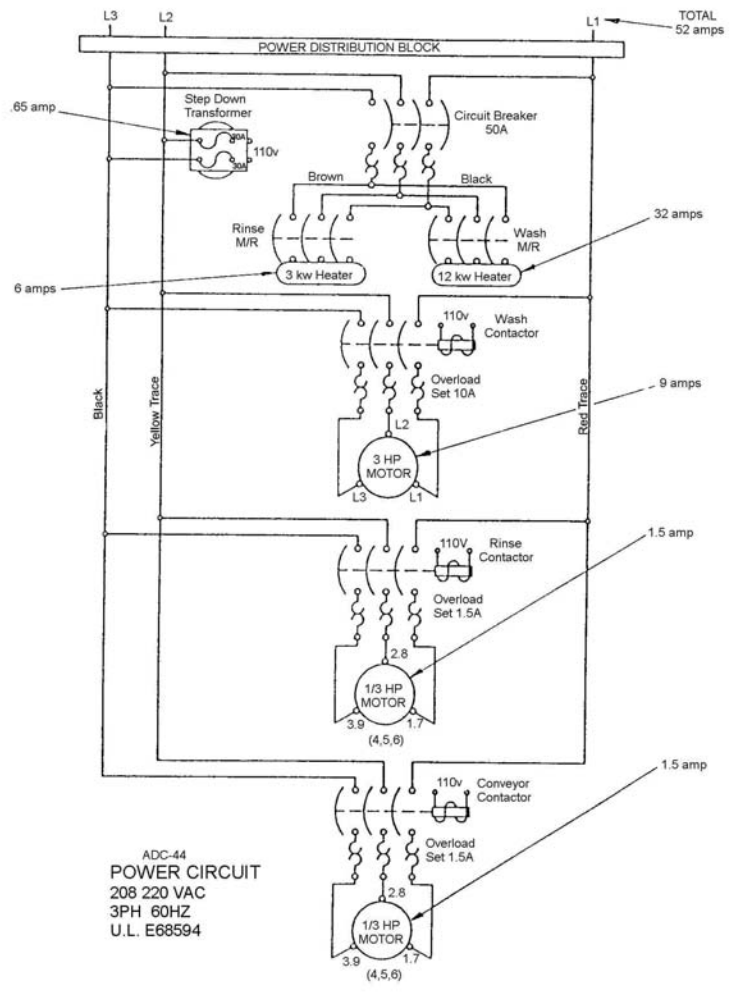 L3
L2
L1
TOTAL
52 amps
POWER DISTRIBUTION BLOCK
.65 amp
Step Down
Transformer
30A
30A
110v
Circuit Breaker
50A
Brown
Black
Rinse
M/R
Wash
M/R
32 amps
3 kw Heater
12 kw Heater
6 amps
110v
Wash
Contactor
Overload
Set 10A
9 amps
Black
Yellow Trace
Red Trace
L2
3 HP
MOTOR
L3
L1
110V
Rinse
Contactor
1.5 amp
Overload
Set 1.5A
2.8
1/3 HP
MOTOR
3.9
1.7
(4,5,6)
1.5 amp
110v
Conveyor
Contactor
Overload
Set 1.5A
ADC-44
POWER CIRCUIT
208 220 VAC
3PH 60HZ
U.L. E68594
2.8
1/3 HP
MOTOR
3.9
1.7
(4,5,6)